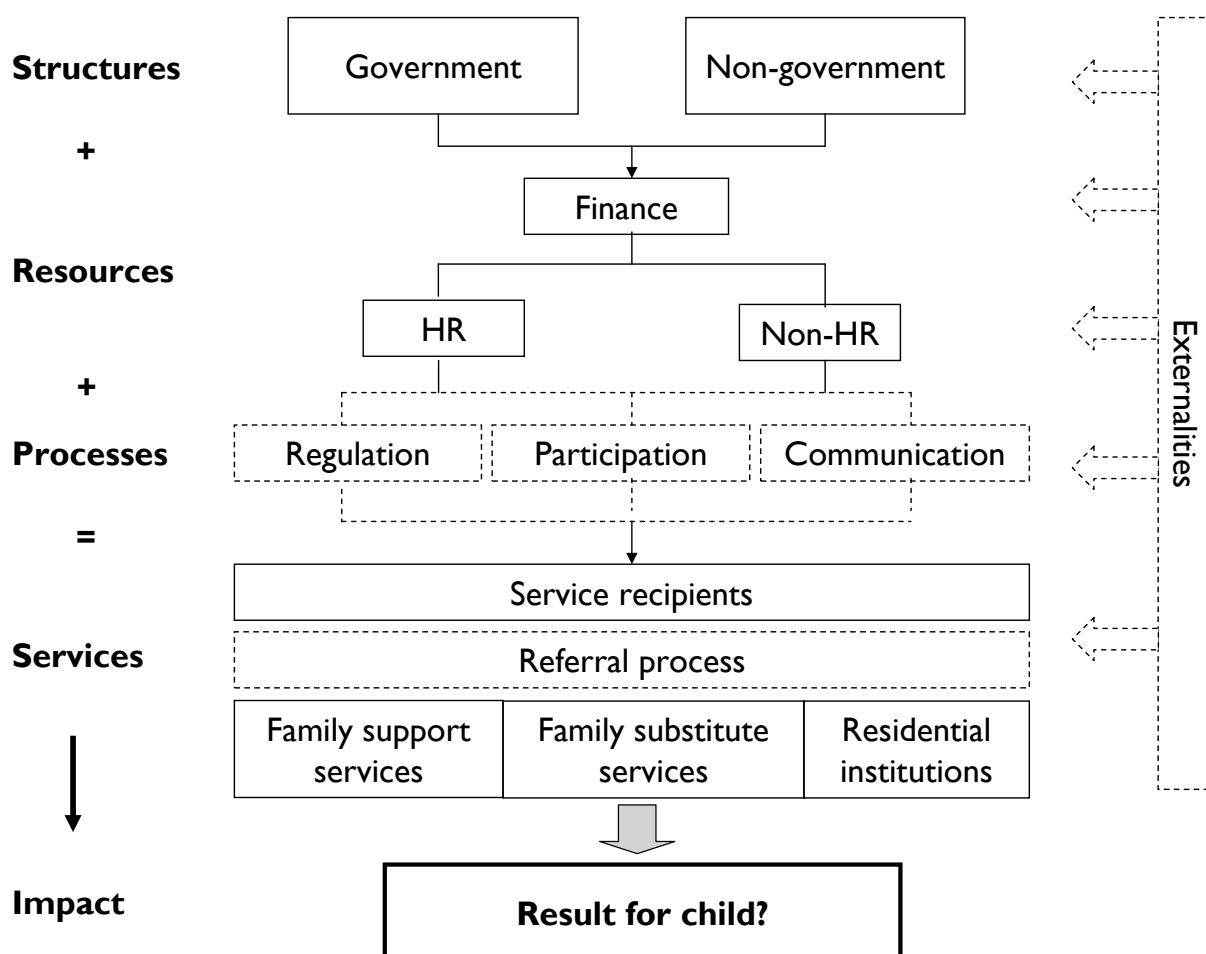 Structures
Government
Non-government
+
Finance
Resources
HR
Non-HR
+
Processes
Regulation
Participation
Communication
=
Service recipients
Services
Referral process
Family support
services
Family substitute
services
Residential
institutions
Impact
Result for child?
Externalities